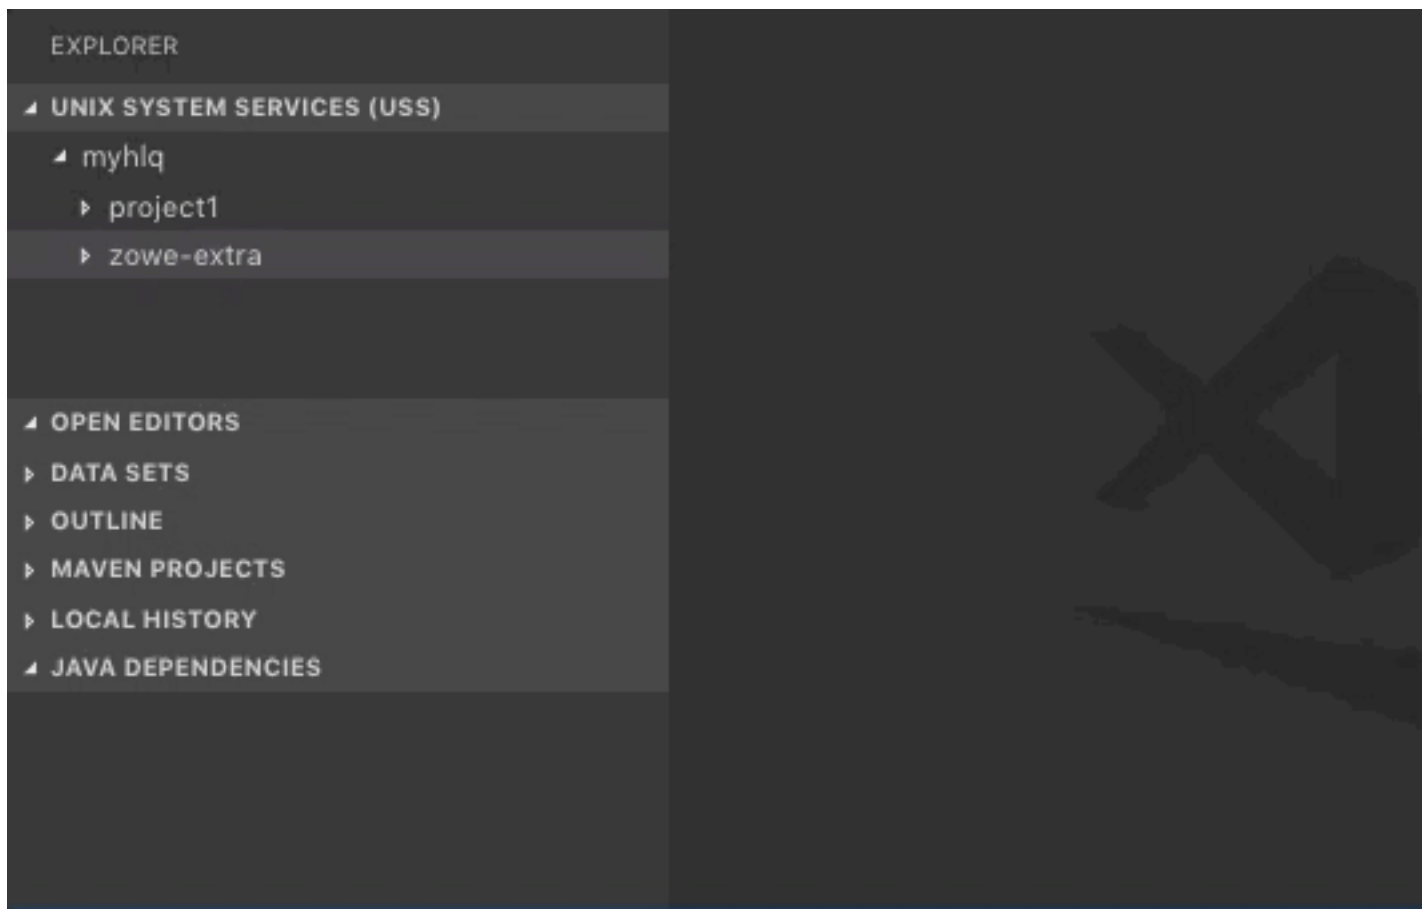 EXPLORER
UNIX SYSTEM SERVICES (USS)
myhlq
project1
zowe-extra
OPEN EDITORS
DATA SETS
OUTLINE
MAVEN PROJECTS
LOCAL HISTORY
JAVA DEPENDENCIES